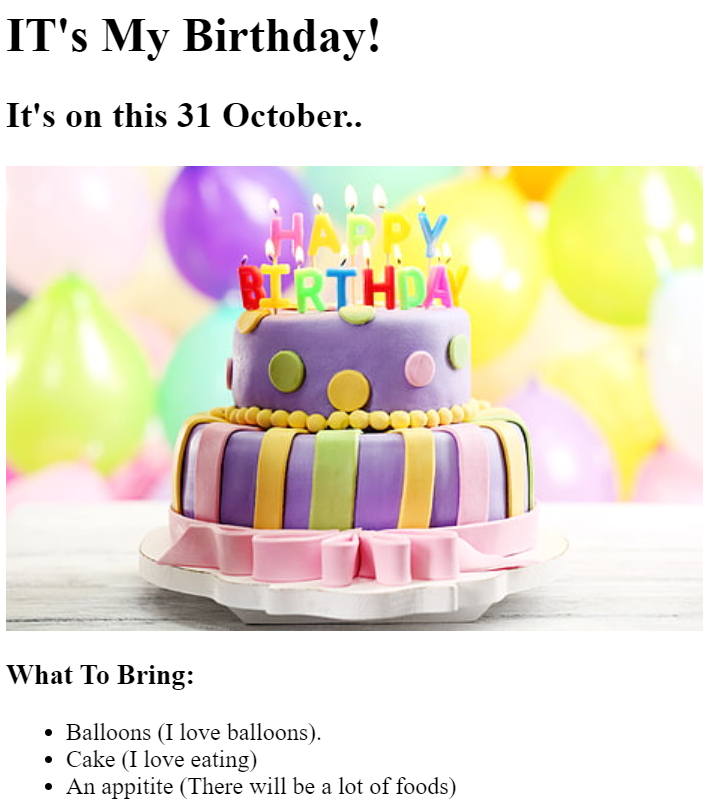 IT's My Birthday!
It's on this 31 October..
HAPPY
BIRTHDAY
What To Bring:
Balloons (I love balloons).
Cake (I love eating)
An appitite (There will be a lot of foods)